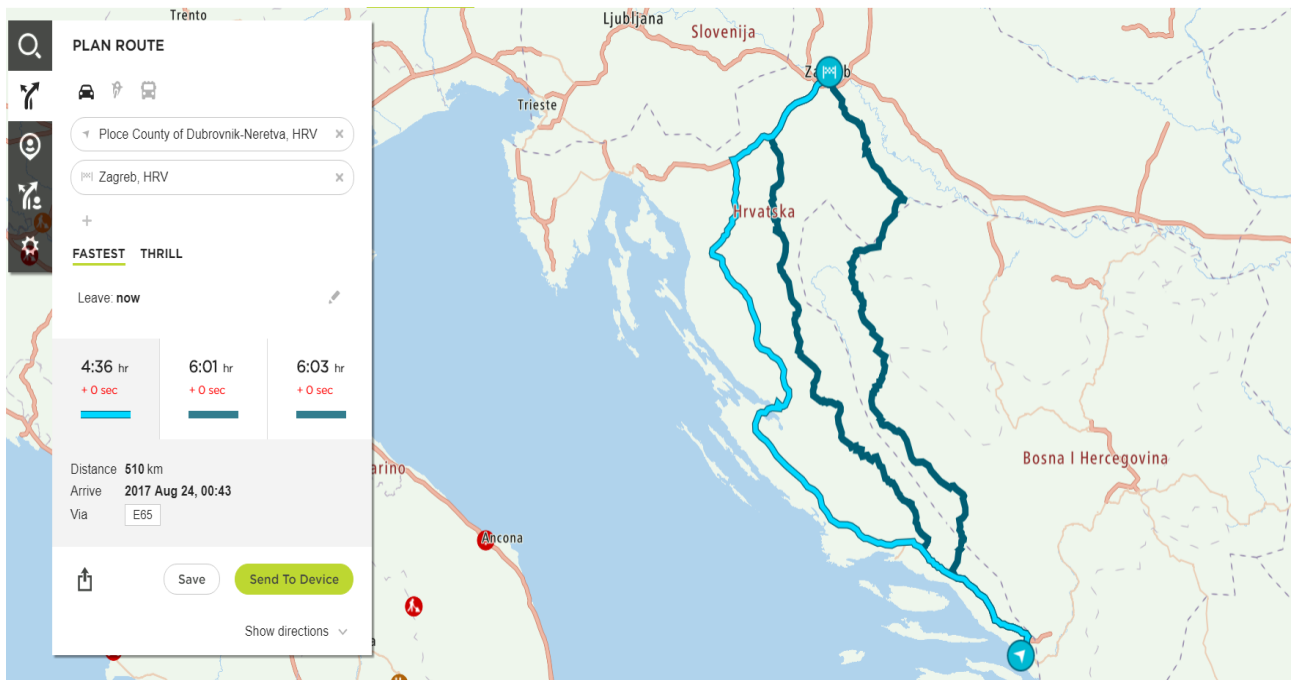 PLAN ROUTE
Ploce County of Dubrovnik-Neretva, HRV
Zagreb, HRV
FASTEST THRILL
Leave: now
4:36 hr 6:01 hr 6:03 hr
+ 0 sec + 0 sec + 0 sec
Distance 510 km
Arrive 2017 Aug 24, 00:43
Via E65
Save Send To Device
Show directions
Trento
Ljubljana
Slovenija
Trieste
Hrvatska
Bosna I Hercegovina
arino
Ancona